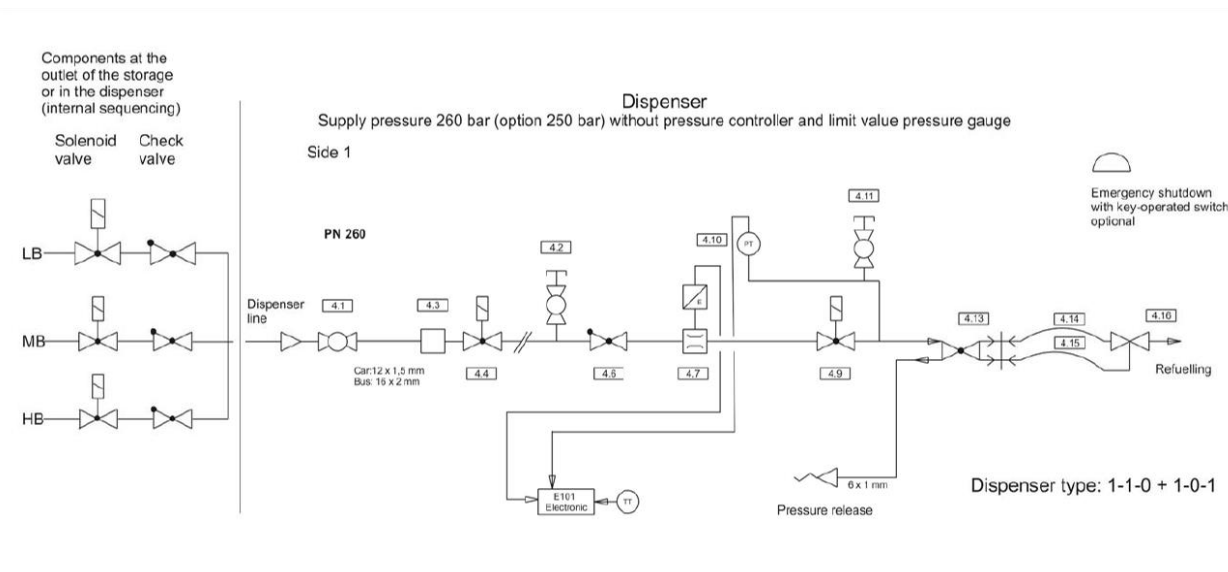 Components at the
outlet of the storage
or in the dispenser
(internal sequencing)
Solenoid
valve
Check
valve
Dispenser
Supply pressure 260 bar (option 250 bar) without pressure controller and limit value pressure gauge
Side 1
Emergency shutdown
with key-operated switch
optional
PN 260
4.11
4.10
PT
4.2
LB
E
Dispenser
line
4.1
4.3
4.13
4.14
4.16
MB
4.15
Car:12 x 1,5 mm
Bus: 16 x 2 mm
4.4
4.6
4.7
4.9
Refuelling
HB
6 x 1 mm
Dispenser type: 1-1-0 + 1-0-1
E101
Electronic
TT
Pressure release